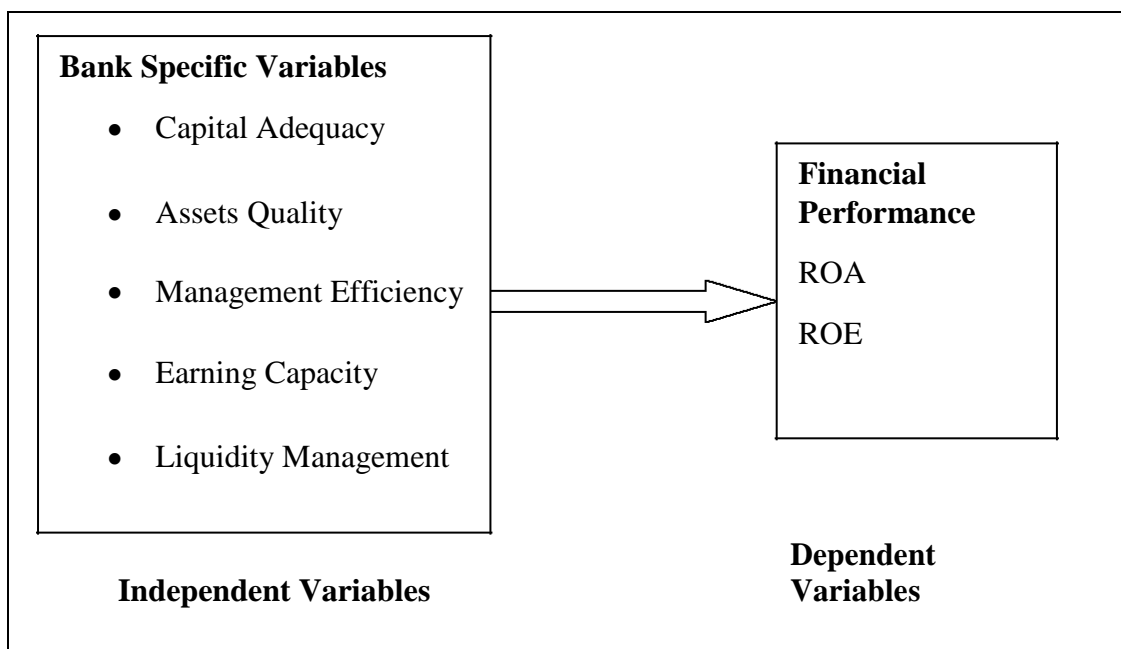 Bank Specific Variables
• Capital Adequacy
• Assets Quality
• Management Efficiency
• Earning Capacity
• Liquidity Management
Independent Variables
Financial
Performance
ROA
ROE
Dependent
Variables